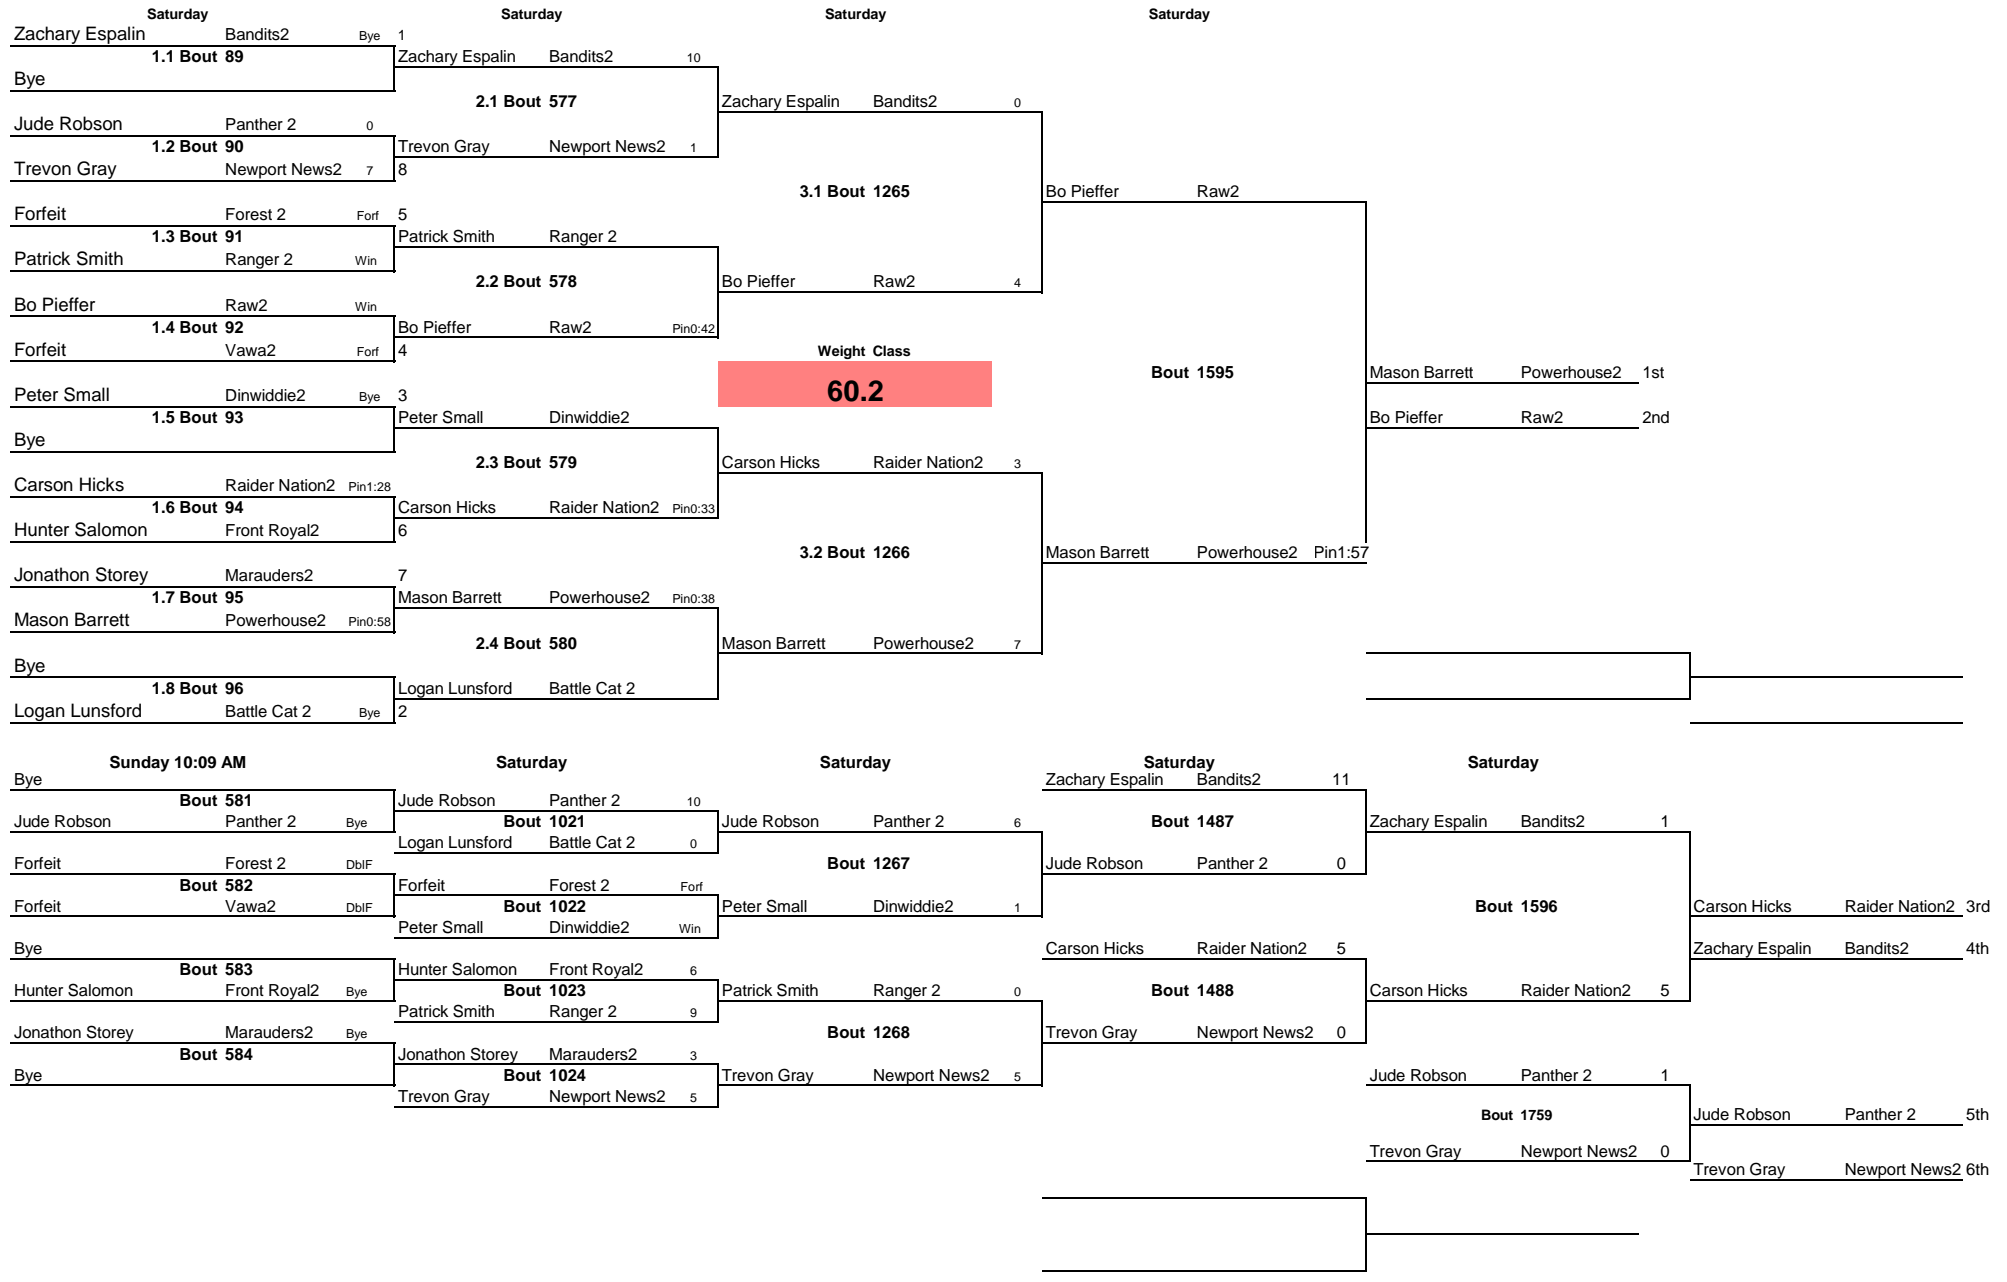 Saturday Saturday Saturday Saturday
Zachary Espalin Bandits2 Bye 1
1.1 Bout 89 Zachary Espalin Bandits2 10
Bye
2.1 Bout 577 Zachary Espalin Bandits2 0
Jude Robson Panther 2 0
1.2 Bout 90 Trevon Gray Newport News2 1
Trevon Gray Newport News2 7 8
3.1 Bout 1265 Bo Pieffer Raw2
Forfeit Forest 2 Forf 5
1.3 Bout 91 Patrick Smith Ranger 2
Patrick Smith Ranger 2 Win
2.2 Bout 578 Bo Pieffer Raw2 4
Bo Pieffer Raw2 Win
1.4 Bout 92 Bo Pieffer Raw2 Pin0:42
Forfeit Vawa2 Forf 4 Weight Class
Bout 1595 Mason Barrett Powerhouse2 1st
Peter Small Dinwiddie2 Bye 3 60.2
1.5 Bout 93 Peter Small Dinwiddie2 Bo Pieffer Raw2 2nd
Bye
2.3 Bout 579 Carson Hicks Raider Nation2 3
Carson Hicks Raider Nation2 Pin1:28
1.6 Bout 94 Carson Hicks Raider Nation2 Pin0:33
Hunter Salomon Front Royal2 6
3.2 Bout 1266 Mason Barrett Powerhouse2 Pin1:57
Jonathon Storey Marauders2 7
1.7 Bout 95 Mason Barrett Powerhouse2 Pin0:38
Mason Barrett Powerhouse2 Pin0:58
2.4 Bout 580 Mason Barrett Powerhouse2 7
Bye
1.8 Bout 96 Logan Lunsford Battle Cat 2
Logan Lunsford Battle Cat 2 Bye 2
Sunday 10:09 AM Saturday Saturday Saturday Saturday
Bye Zachary Espalin Bandits2 11
Bout 581 Jude Robson Panther 2 10
Jude Robson Panther 2 Bye Bout 1021 Jude Robson Panther 2 6 Bout 1487 Zachary Espalin Bandits2 1
Logan Lunsford Battle Cat 2 0
Forfeit Forest 2 DblF Bout 1267 Jude Robson Panther 2 0
Bout 582 Forfeit Forest 2 Forf
Forfeit Vawa2 DblF Bout 1022 Peter Small Dinwiddie2 1 Bout 1596 Carson Hicks Raider Nation2 3rd
Peter Small Dinwiddie2 Win
Bye Carson Hicks Raider Nation2 5 Zachary Espalin Bandits2 4th
Bout 583 Hunter Salomon Front Royal2 6
Hunter Salomon Front Royal2 Bye Bout 1023 Patrick Smith Ranger 2 0 Bout 1488 Carson Hicks Raider Nation2 5
Patrick Smith Ranger 2 9
Jonathon Storey Marauders2 Bye Bout 1268 Trevon Gray Newport News2 0
Bout 584 Jonathon Storey Marauders2 3
Bye Bout 1024 Trevon Gray Newport News2 5 Jude Robson Panther 2 1
Trevon Gray Newport News2 5
Bout 1759 Jude Robson Panther 2 5th
Trevon Gray Newport News2 0
Trevon Gray Newport News2 6th